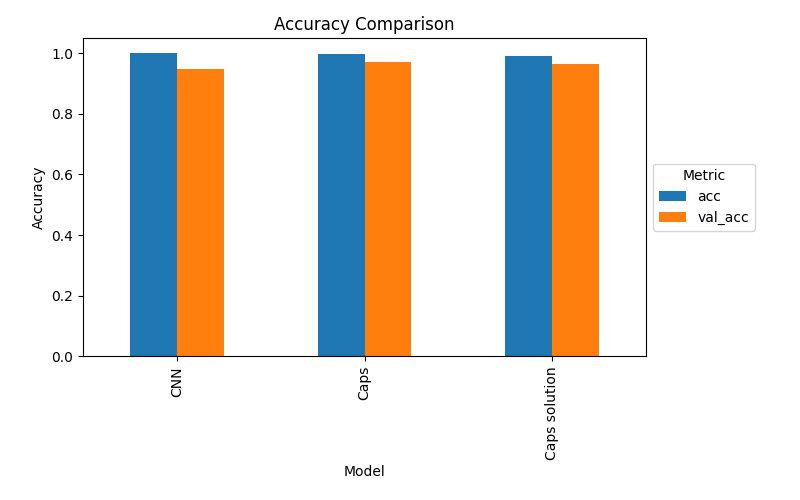 Accuracy Comparison
Accuracy
1.0
0.8
0.6
0.4
0.2
0.0
CNN
Caps
Caps solution
Model
Metric
acc
val_acc